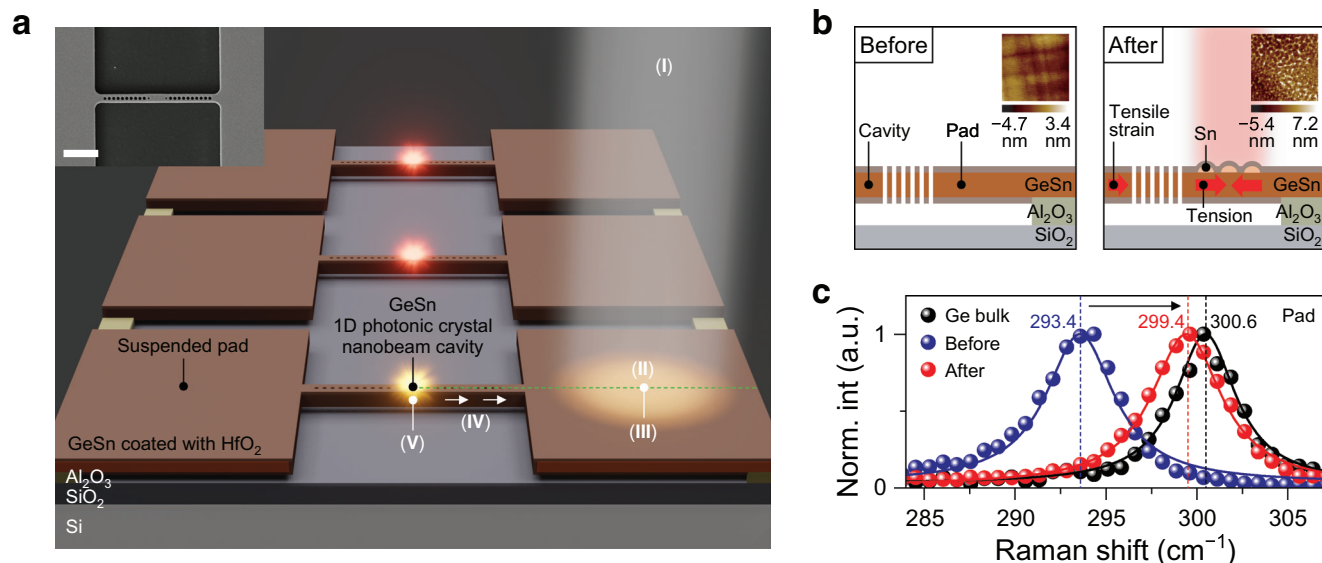 a
(I)
GeSn
1D photonic crystal
nanobeam cavity
Suspended pad
(II)
(III)
(IV)
(V)
GeSn coated with HfO₂
Al₂O₃
SiO₂
Si
b
Before
−4.7 3.4
nm nm
Cavity Pad
GeSn
Al₂O₃
SiO₂
After
Tensile
strain
Sn
−5.4 7.2
nm nm
GeSn
Tension
Al₂O₃
SiO₂
c
293.4
299.4
300.6
Pad
Ge bulk
Before
After
Norm. int (a.u.)
1
0
285 290 295 300 305
Raman shift (cm⁻¹)